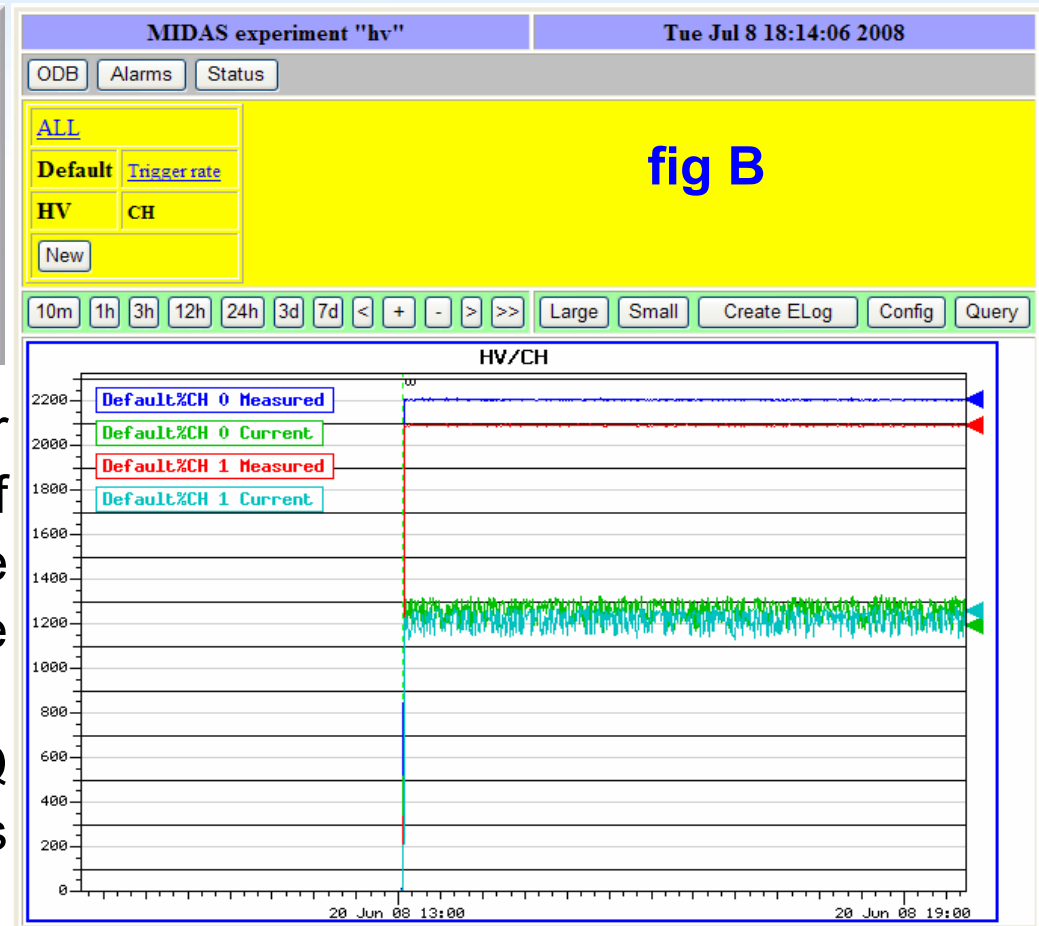 MIDAS experiment "hv" Tue Jul 8 18:14:06 2008
ODB Alarms Status
ALL
Default Trigger rate
HV CH
New
fig B
10m 1h 3h 12h 24h 3d 7d < + - > >> Large Small Create ELog Config Query
HV/CH
Default%CH 0 Measured
Default%CH 0 Current
Default%CH 1 Measured
Default%CH 1 Current
2200
2000
1800
1600
1400
1200
1000
800
600
400
200
0
20 Jun 08 13:00 20 Jun 08 19:00